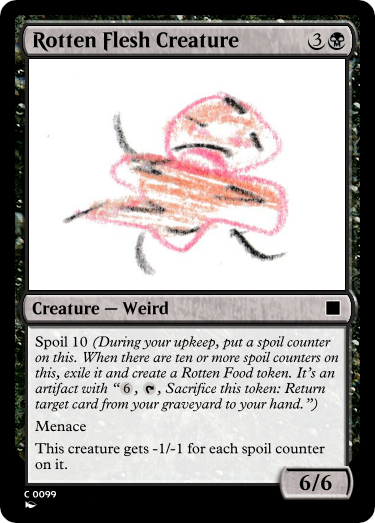 Rotten Flesh Creature 3
Creature — Weird
Spoil 10 (During your upkeep, put a spoil counter
on this. When there are ten or more spoil counters on
this, exile it and create a Rotten Food token. It's an
artifact with “6, , Sacrifice this token: Return
target card from your graveyard to your hand.”)
Menace
This creature gets -1/-1 for each spoil counter
on it.
6/6
C 0099